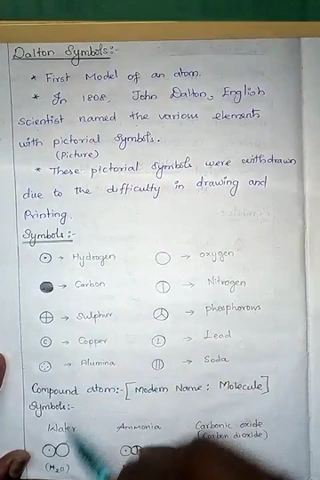 Dalton Symbols:-
* First Model of an atom.
* In 1808, John Dalton, English
scientist named the various elements
with pictorial symbols.
(Picture)
* These pictorial symbols were withdrawn
due to the difficulty in drawing and
Printing.
Symbols:-
→ Hydrogen → oxygen
→ Carbon → Nitrogen
→ Sulphur → phosphorous
C → Copper L → Lead
→ Alumina → Soda
Compound atom:- [Modern Name: Molecule]
Symbols:-
Water Ammonia Carbonic oxide
(Carbon dioxide)
(H2O)